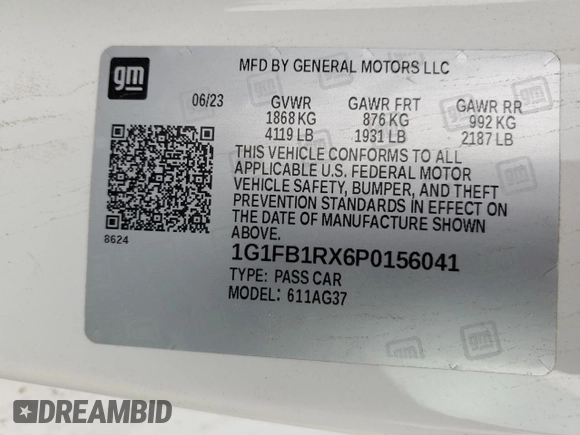 gm
MFD BY GENERAL MOTORS LLC
06/23 GVWR GAWR FRT GAWR RR
1868 KG 876 KG 992 KG
4119 LB 1931 LB 2187 LB
THIS VEHICLE CONFORMS TO ALL
APPLICABLE U.S. FEDERAL MOTOR
VEHICLE SAFETY, BUMPER, AND THEFT
PREVENTION STANDARDS IN EFFECT ON
THE DATE OF MANUFACTURE SHOWN
ABOVE.
8624
1G1FB1RX6P0156041
TYPE: PASS CAR
MODEL: 611AG37
DREAMBID